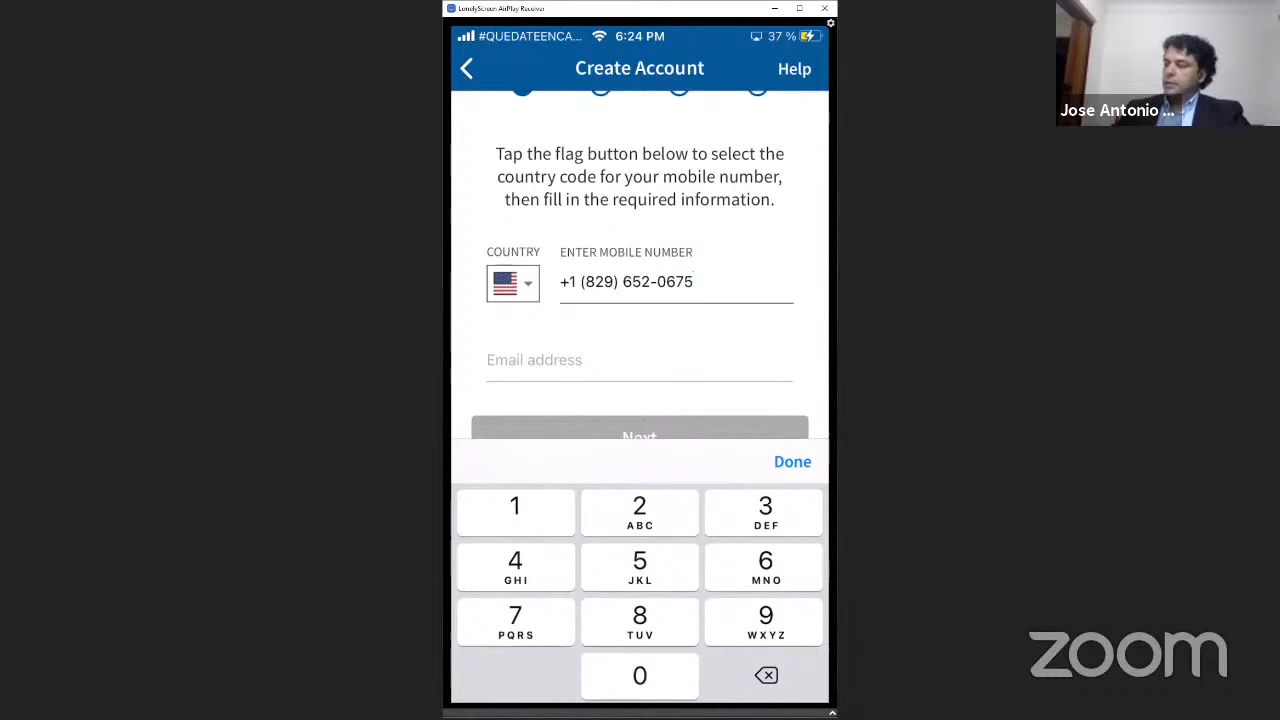 LonelyScreen AirPlay Receiver
#QUEDATEENCA... 6:24 PM 37 %
Create Account Help
Tap the flag button below to select the
country code for your mobile number,
then fill in the required information.
COUNTRY ENTER MOBILE NUMBER
+1 (829) 652-0675
Email address
Next
Done
1 2 3
ABC DEF
4 5 6
GHI JKL MNO
7 8 9
PQRS TUV WXYZ
0
Jose Antonio ...
zoom